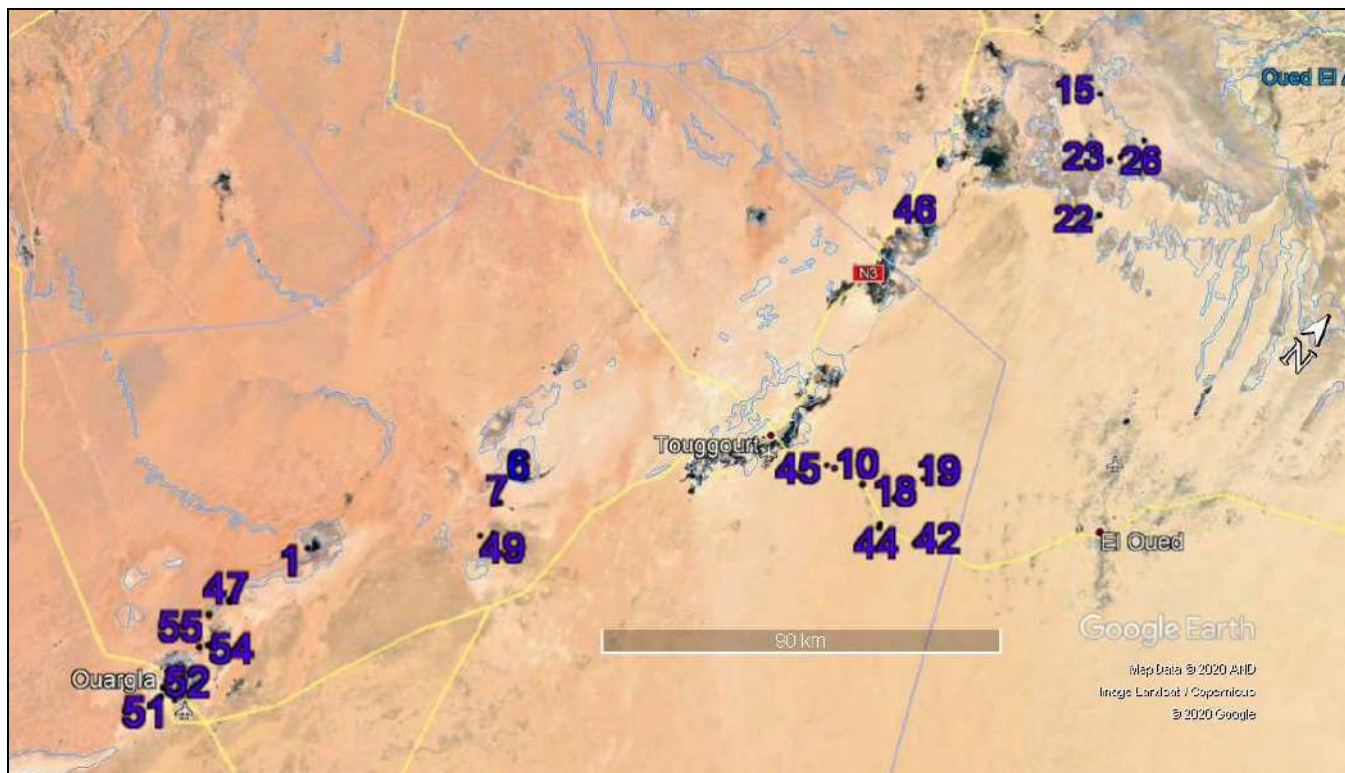 15
Oued El A
23
26
46
22
N3
N
Touggourt
6
45
10
19
7
18
49
44
42
El Oued
1
47
55
54
90 km
Google Earth
Ouargla
52
51
Map Data © 2020 AND
Image Landsat / Copernicus
© 2020 Google